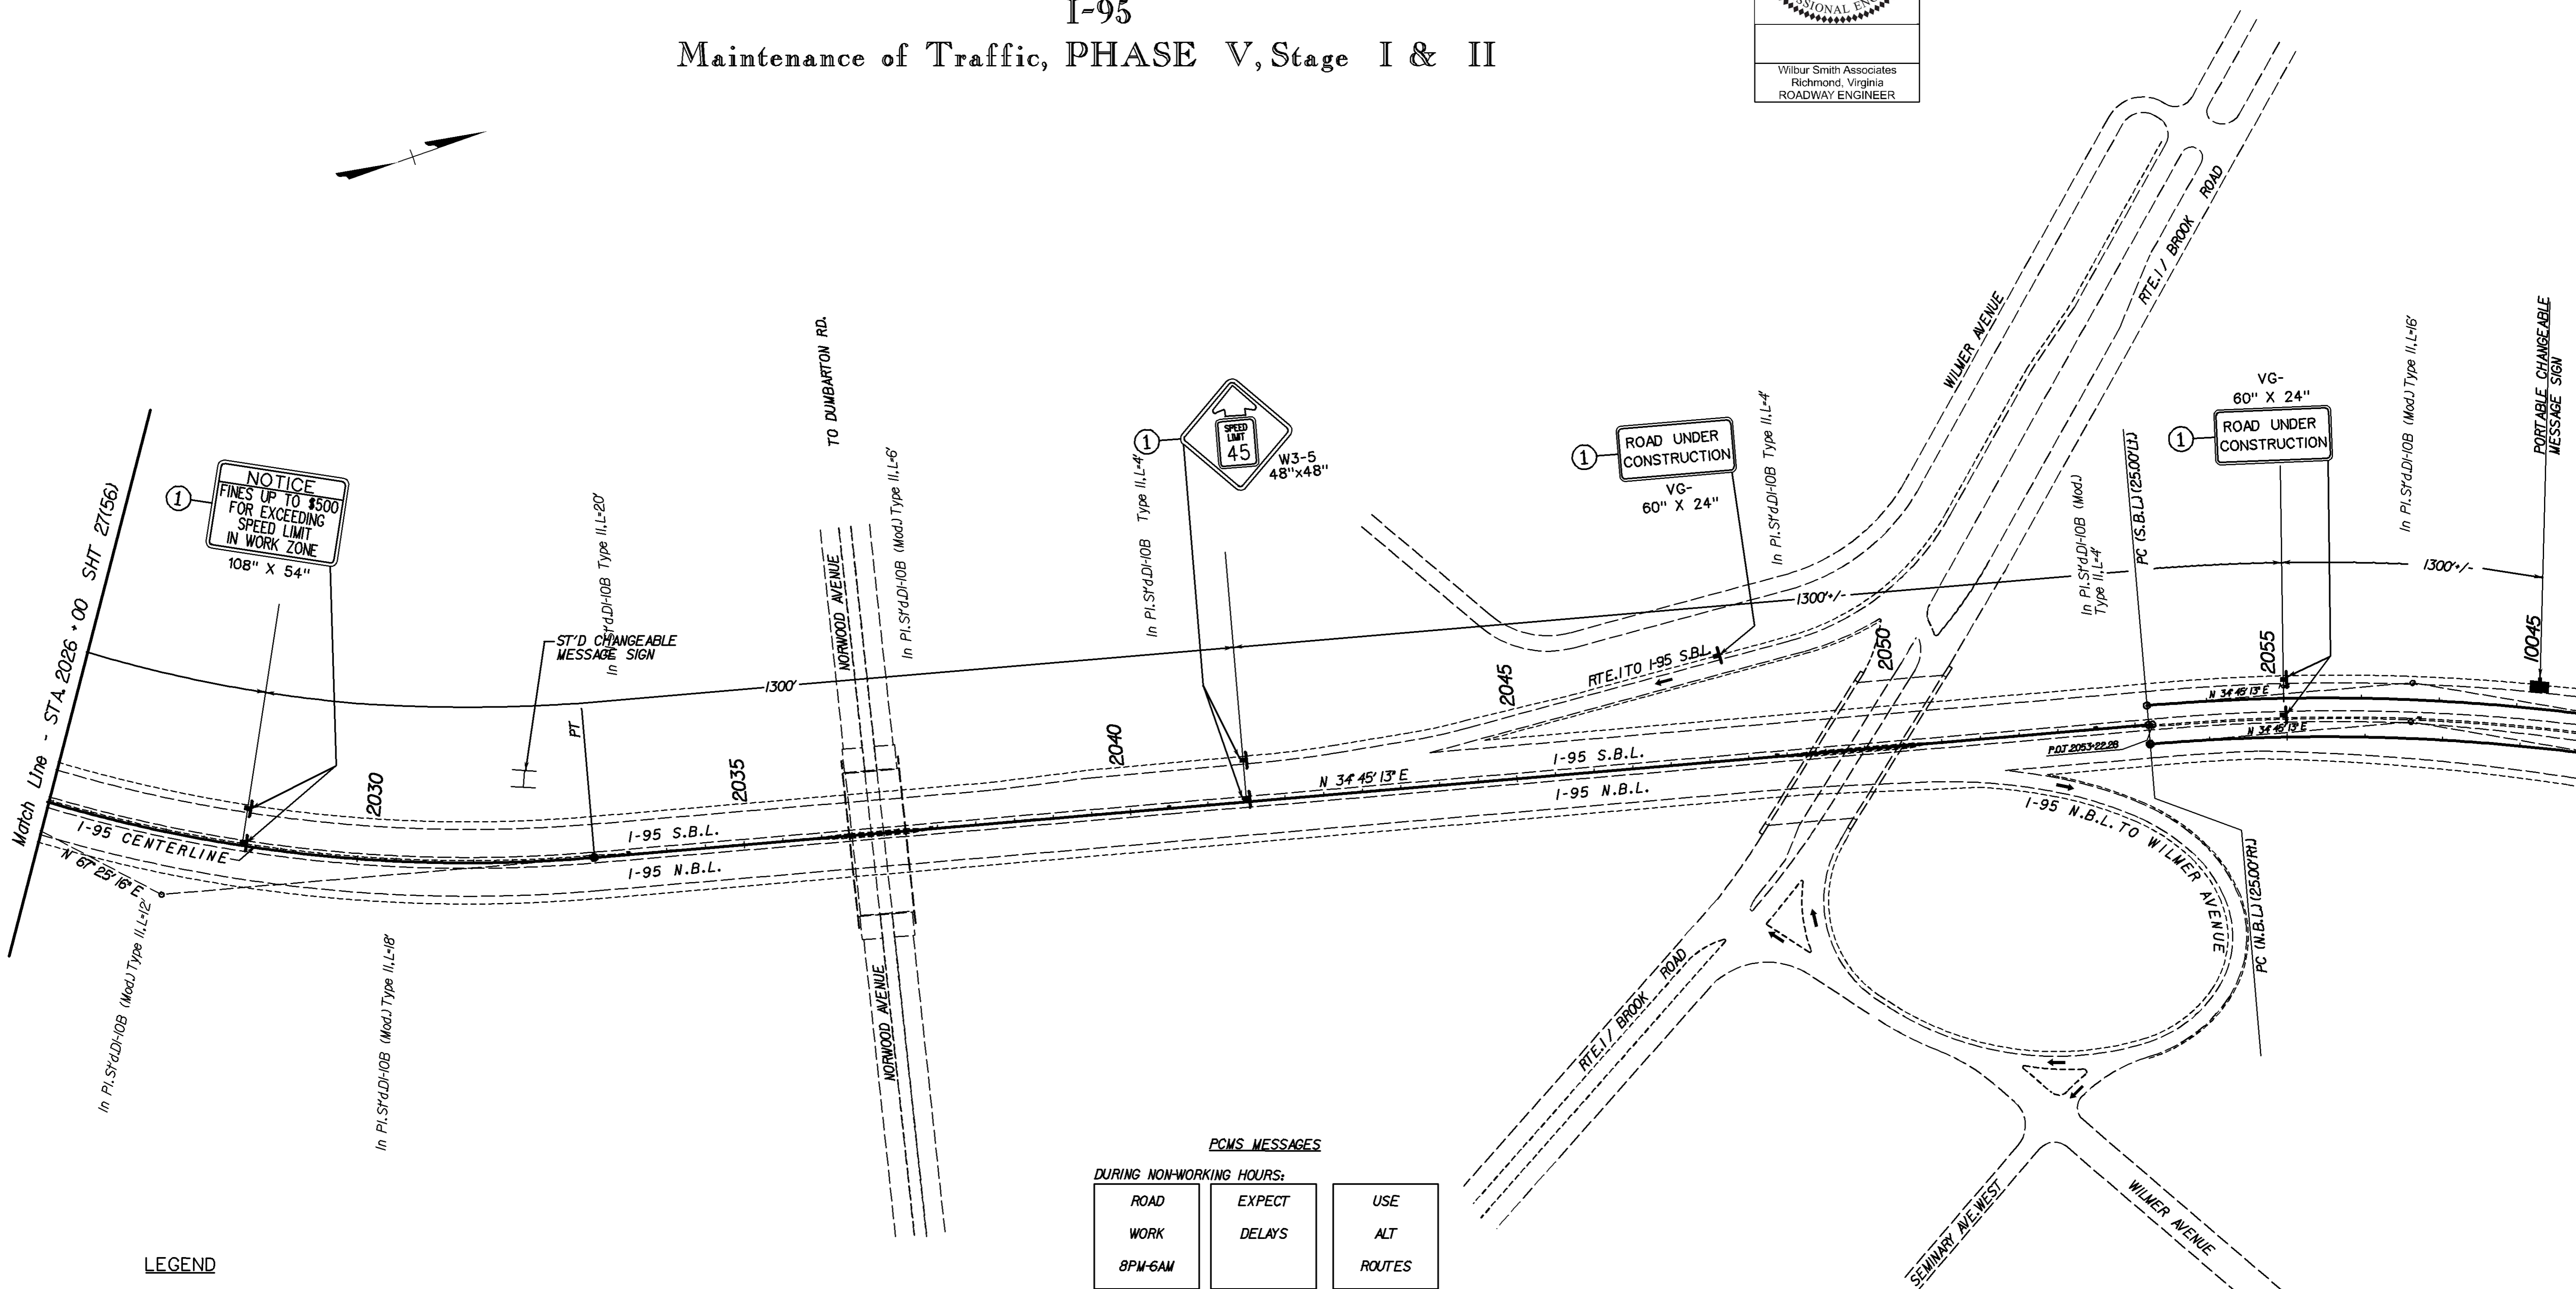 I-95
Maintenance of Traffic, PHASE V, Stage I & II
SSIONAL ENG
Wilbur Smith Associates
Richmond, Virginia
ROADWAY ENGINEER
Match Line - STA. 2026 +00 SHT 27(56)
1
NOTICE
FINES UP TO $500
FOR EXCEEDING
SPEED LIMIT
IN WORK ZONE
108" X 54"
In Pl. St'd.DI-10B Type II, L=20'
ST'D CHANGEABLE
MESSAGE SIGN
TO DUMBARTON RD.
NORWOOD AVENUE
In Pl. St'd.DI-10B (Mod.) Type II, L=6'
1300'
PT
In Pl. St'd.DI-10B Type II, L=4'
1
SPEED
LIMIT
45
W3-5
48"x48"
1
ROAD UNDER
CONSTRUCTION
VG-
60" X 24"
In Pl. St'd.DI-10B Type II, L=4'
WILMER AVENUE
RTE.1 / BROOK ROAD
1300'+/-
RTE.1 TO I-95 S.B.L.
In Pl. St'd.DI-10B (Mod.)
Type II, L=4'
PC (S.B.L.) (25.00' Lt.)
1
VG-
60" X 24"
ROAD UNDER
CONSTRUCTION
In Pl. St'd.DI-10B (Mod.) Type II, L=16'
PORTABLE CHANGEABLE
MESSAGE SIGN
1300'+/-
2030
2035
2040
2045
2050
2055
10045
I-95 CENTERLINE
N 67° 25' 16" E
I-95 S.B.L.
I-95 N.B.L.
N 34° 45' 13" E
I-95 S.B.L.
I-95 N.B.L.
P.O.T. 2053+22.28
N 34° 45' 13" E
N 34° 45' 13" E
I-95 N.B.L. TO WILMER AVENUE
PC (N.B.L.) (25.00' Rt.)
In Pl. St'd.DI-10B (Mod.) Type II, L=12'
In Pl. St'd.DI-10B (Mod.) Type II, L=18'
NORWOOD AVENUE
RTE.1 / BROOK ROAD
SEMINARY AVE. WEST
WILMER AVENUE
PCMS MESSAGES
DURING NON-WORKING HOURS:
ROAD
WORK
8PM-6AM
EXPECT
DELAYS
USE
ALT
ROUTES
LEGEND